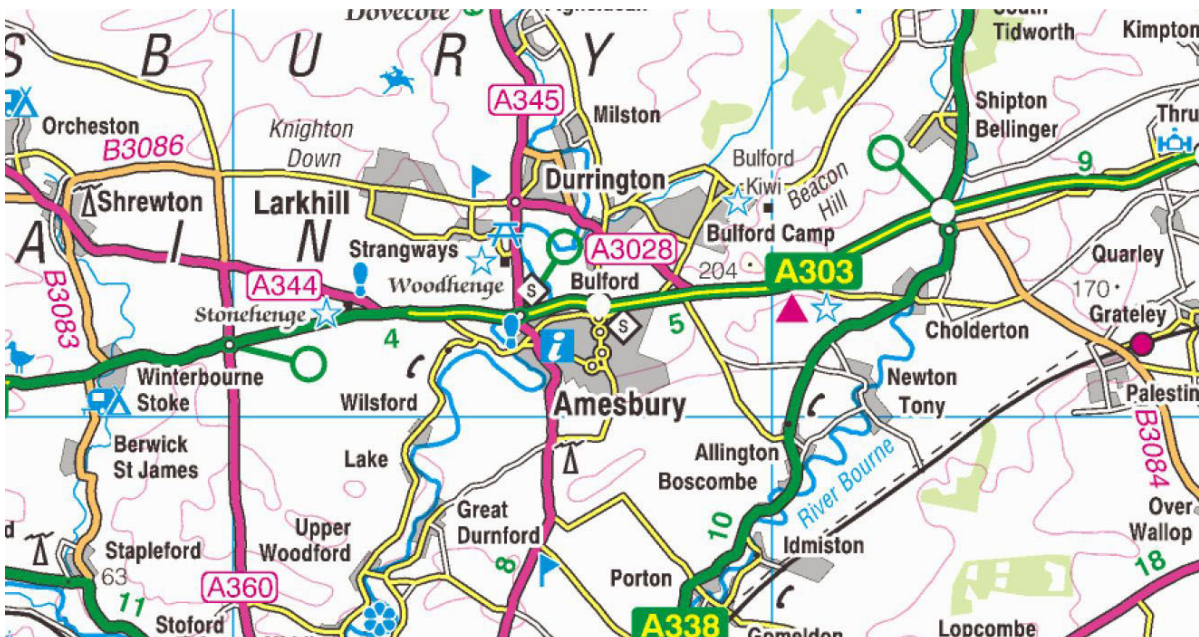 Dovecote
South
Tidworth
Kimpton
S B U R Y
A345
Milston
Shipton
Bellinger
Orcheston
B3086
Knighton
Down
Bulford
Kiwi
Beacon
Hill
9
Durrington
Shrewton
Larkhill
A I N
Strangways
A3028
Bulford Camp
Quarley
A344
Woodhenge
S
Bulford
204
A303
170
B3083
Stonehenge
4
S
5
Cholderton
Grateley
i
Winterbourne
Stoke
Wilsford
Amesbury
Newton
Tony
B3084
Berwick
St James
Lake
Allington
Boscombe
River Bourne
Great
Durnford
Over
Wallop
Upper
Woodford
Stapleford
63
10
Idmiston
18
11
A360
8
Porton
Stoford
A338
Gomeldon
Lopcombe